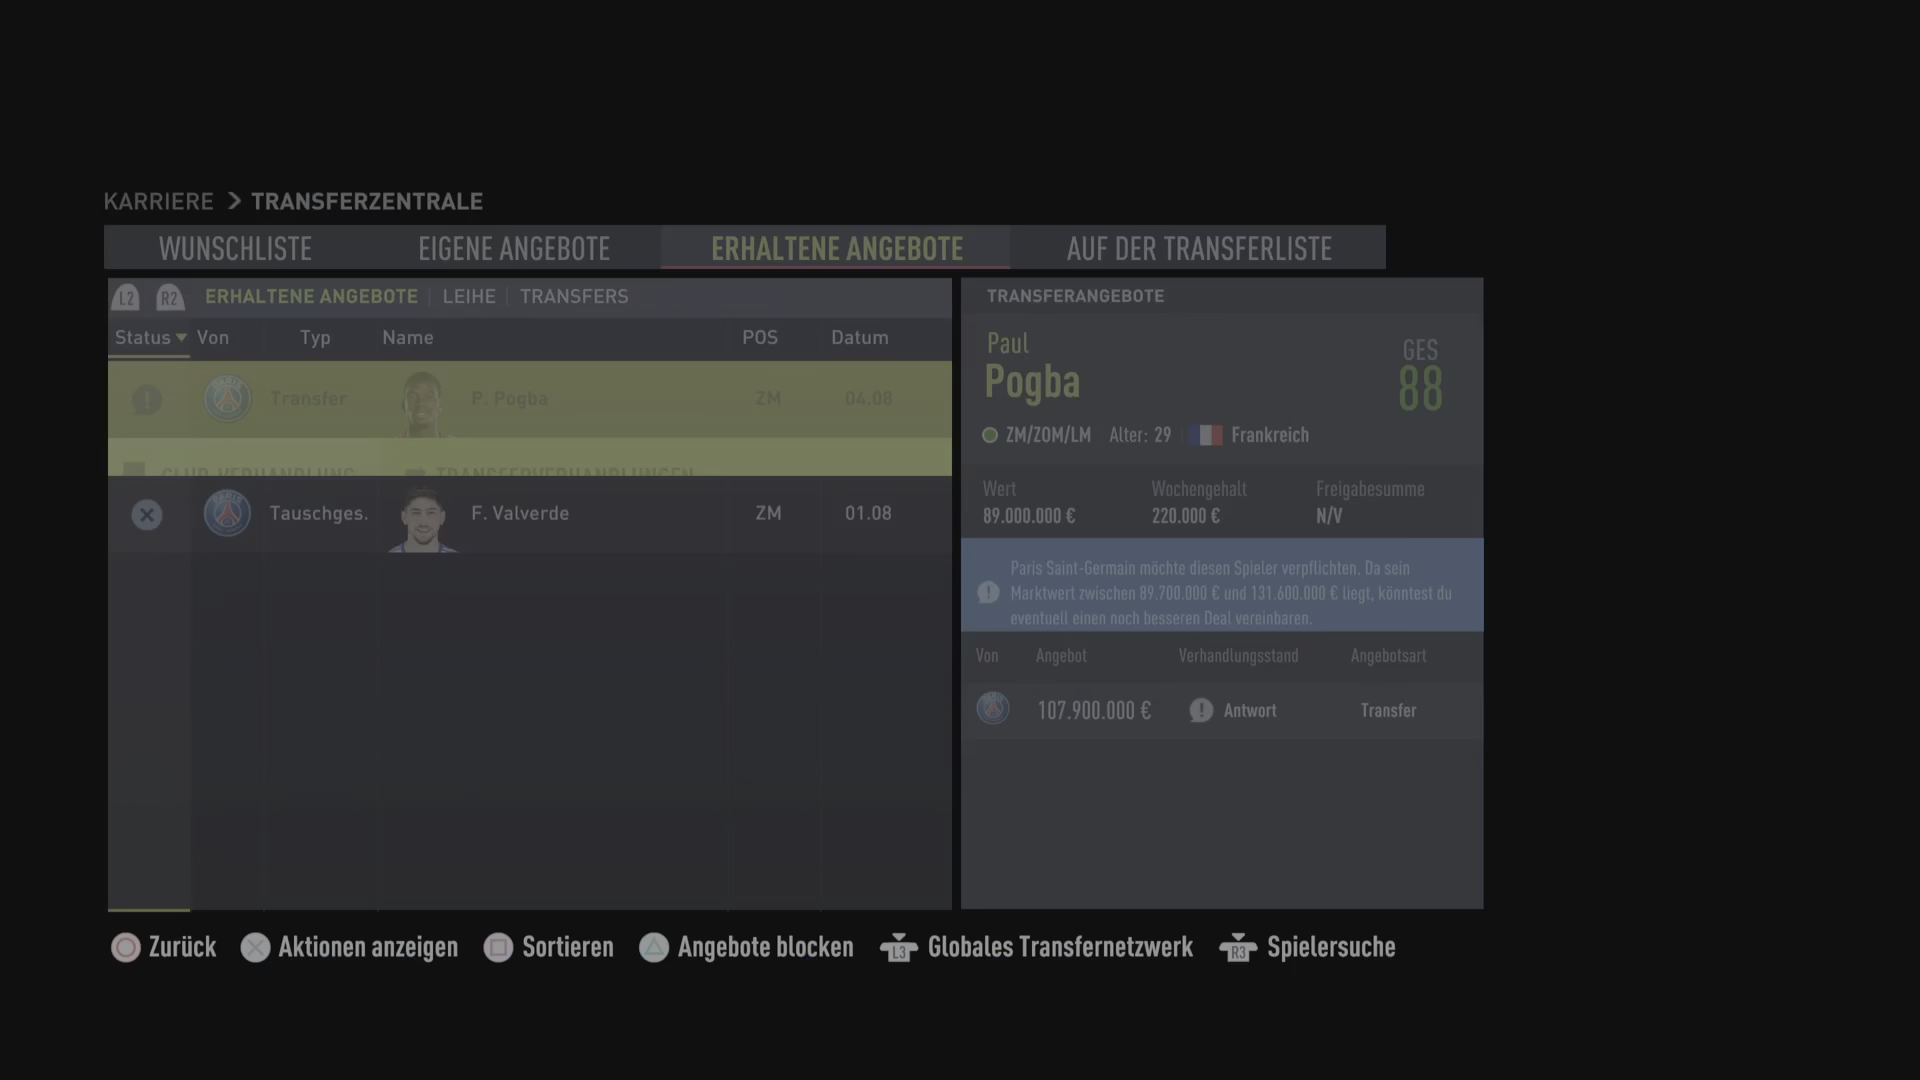 KARRIERE > TRANSFERZENTRALE
WUNSCHLISTE EIGENE ANGEBOTE ERHALTENE ANGEBOTE AUF DER TRANSFERLISTE
L2 R2 ERHALTENE ANGEBOTE LEIHE TRANSFERS
Status Von Typ Name POS Datum
Transfer P. Pogba ZM 04.08
CLUB-VERHANDLUNG TRANSFERVERHANDLUNGEN
Tauschges. F. Valverde ZM 01.08
TRANSFERANGEBOTE
Paul
Pogba
GES
88
ZM/ZOM/LM Alter: 29 Frankreich
Wert Wochengehalt Freigabesumme
89.000.000 € 220.000 € N/V
Paris Saint-Germain möchte diesen Spieler verpflichten. Da sein
Marktwert zwischen 89.700.000 € und 131.600.000 € liegt, könntest du
eventuell einen noch besseren Deal vereinbaren.
Von Angebot Verhandlungsstand Angebotsart
107.900.000 € Antwort Transfer
Zurück Aktionen anzeigen Sortieren Angebote blocken L3 Globales Transfernetzwerk R3 Spielersuche